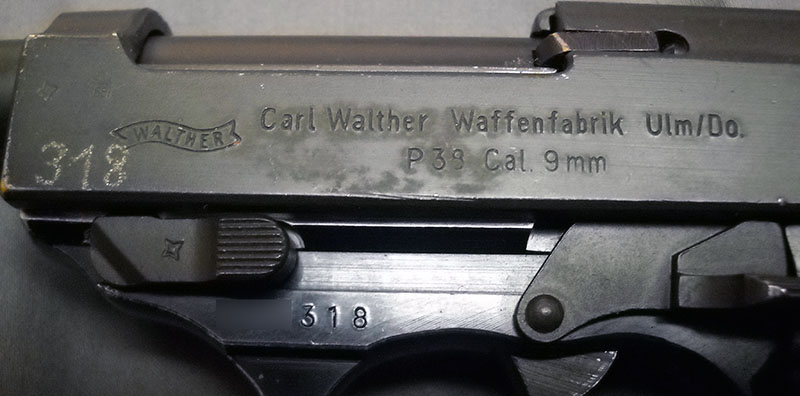 WALTHER
Carl Walther Waffenfabrik Ulm/Do.
P38 Cal. 9mm
318
318